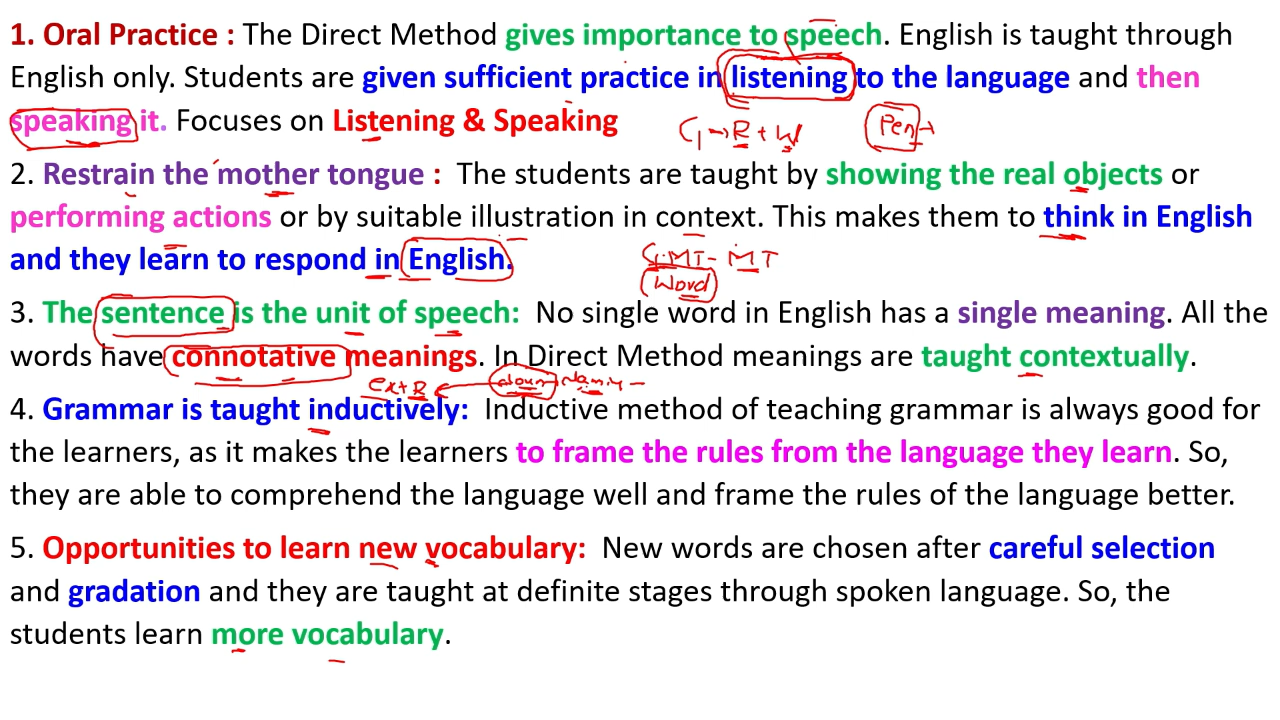 1. Oral Practice : The Direct Method gives importance to speech. English is taught through
English only. Students are given sufficient practice in listening to the language and then
speaking it. Focuses on Listening & Speaking
G→R + W
Pen→
2. Restrain the mother tongue : The students are taught by showing the real objects or
performing actions or by suitable illustration in context. This makes them to think in English
and they learn to respond in English.
MT - MT
Word
3. The sentence is the unit of speech: No single word in English has a single meaning. All the
words have connotative meanings. In Direct Method meanings are taught contextually.
ex+R
Noun
4. Grammar is taught inductively: Inductive method of teaching grammar is always good for
the learners, as it makes the learners to frame the rules from the language they learn. So,
they are able to comprehend the language well and frame the rules of the language better.
5. Opportunities to learn new vocabulary: New words are chosen after careful selection
and gradation and they are taught at definite stages through spoken language. So, the
students learn more vocabulary.